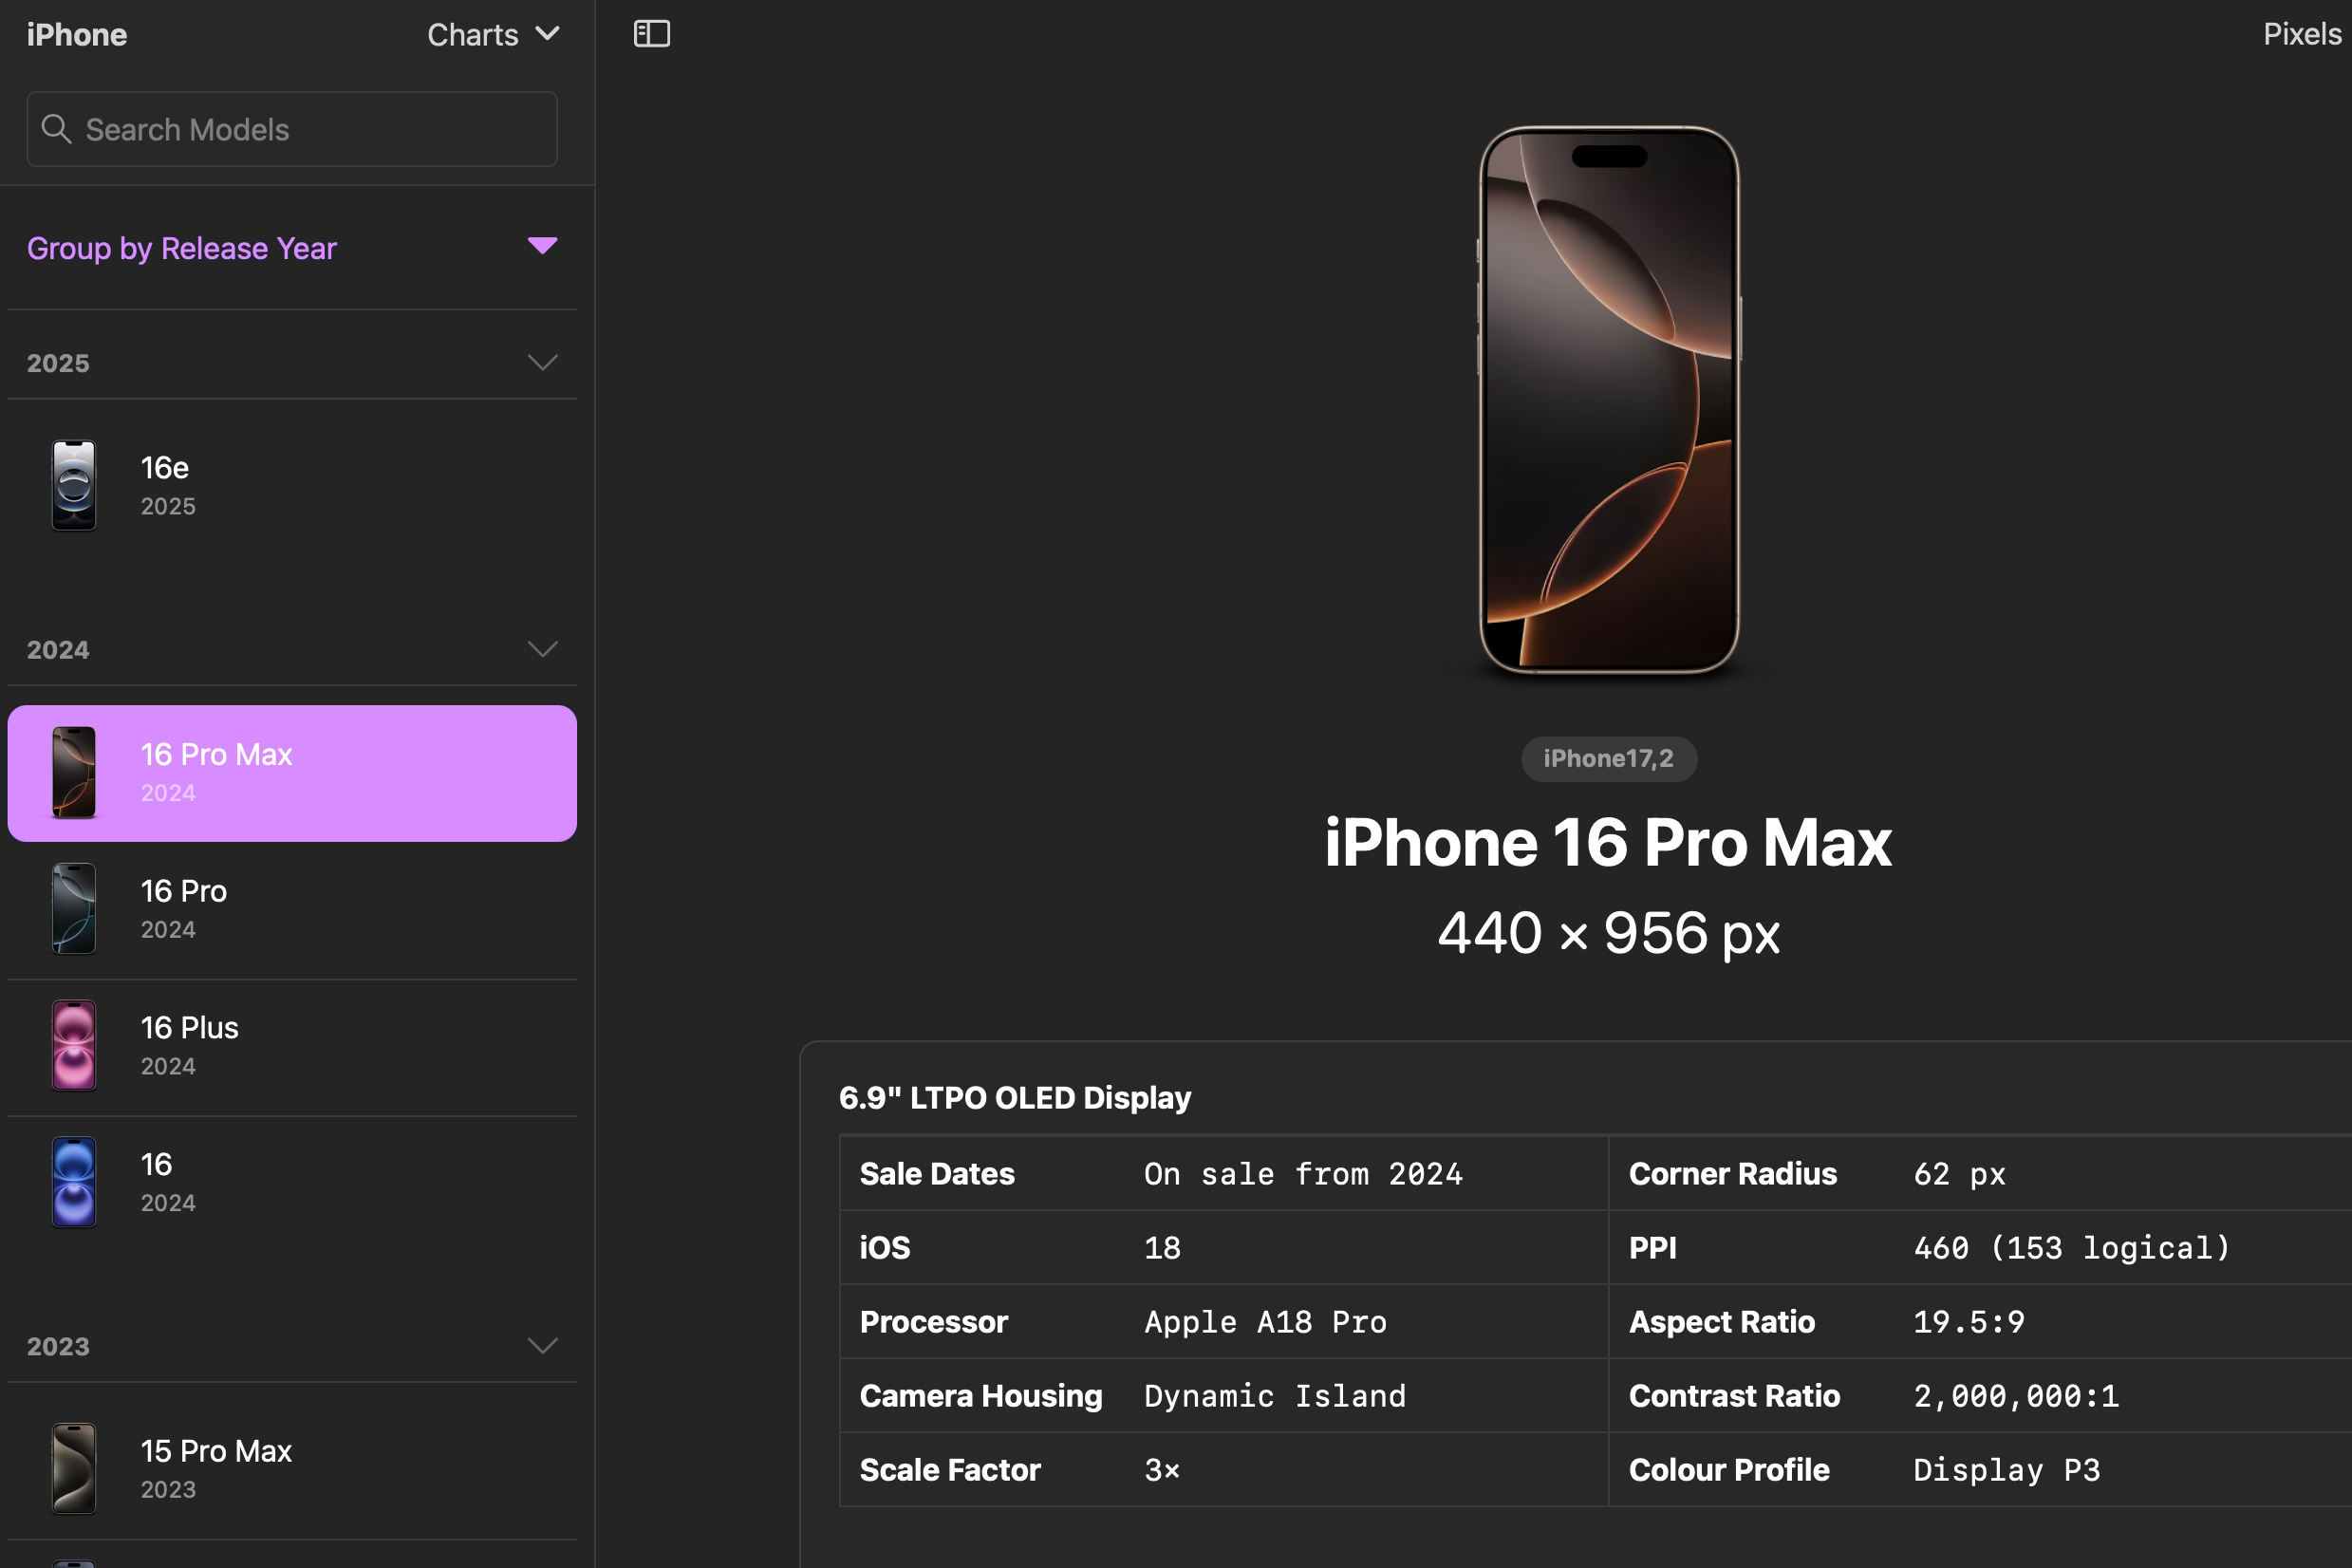 iPhone
Charts
Search Models
Group by Release Year
2025
16e
2025
2024
16 Pro Max
2024
16 Pro
2024
16 Plus
2024
16
2024
2023
15 Pro Max
2023
Pixels
iPhone17,2
iPhone 16 Pro Max
440 × 956 px
6.9" LTPO OLED Display
Sale Dates On sale from 2024 Corner Radius 62 px
iOS 18 PPI 460 (153 logical)
Processor Apple A18 Pro Aspect Ratio 19.5:9
Camera Housing Dynamic Island Contrast Ratio 2,000,000:1
Scale Factor 3× Colour Profile Display P3